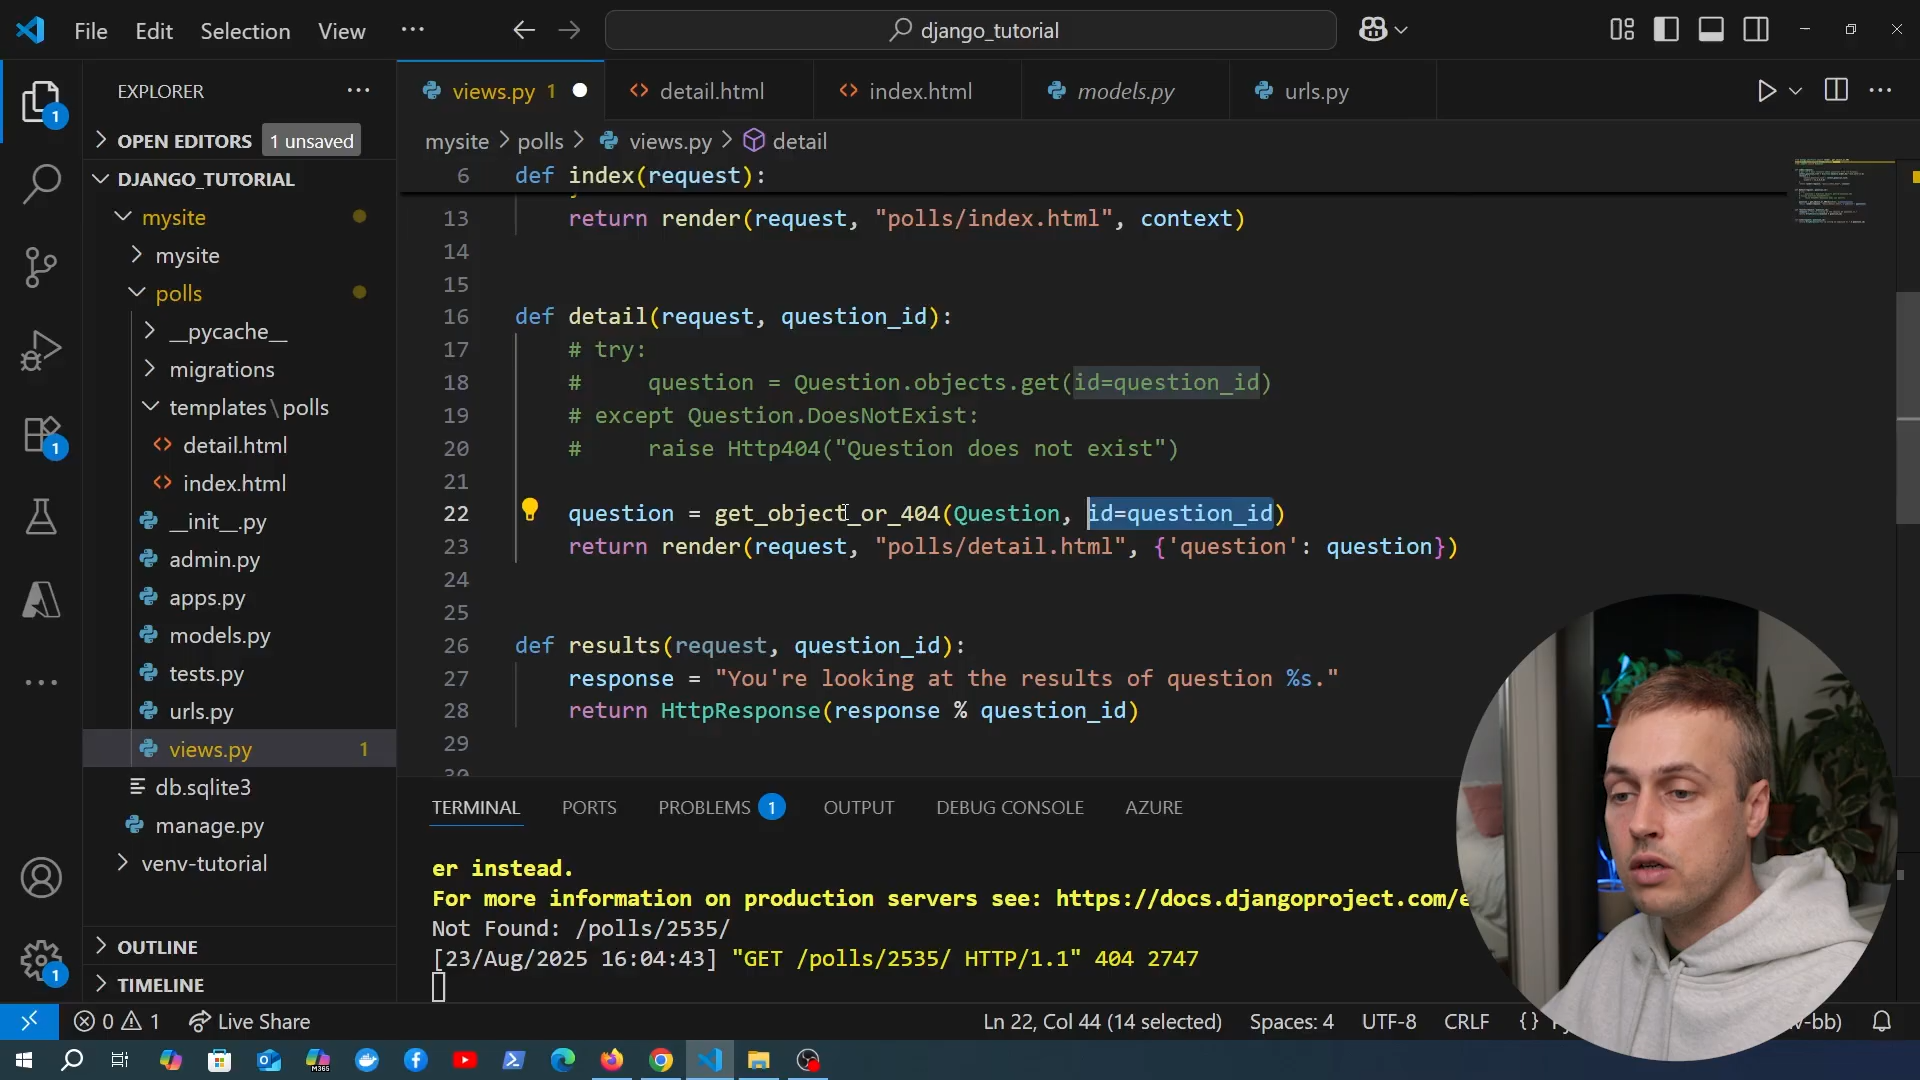 File Edit Selection View ··· django_tutorial
EXPLORER ···
OPEN EDITORS 1 unsaved
DJANGO_TUTORIAL
mysite
mysite
polls
__pycache__
migrations
templates\polls
detail.html
index.html
__init__.py
admin.py
apps.py
models.py
tests.py
urls.py
views.py 1
db.sqlite3
manage.py
venv-tutorial
OUTLINE
TIMELINE
1
1
1
views.py 1 detail.html index.html models.py urls.py
mysite > polls > views.py > detail
6 def index(request):
13 return render(request, "polls/index.html", context)
14
15
16 def detail(request, question_id):
17 # try:
18 #     question = Question.objects.get(id=question_id)
19 # except Question.DoesNotExist:
20 #     raise Http404("Question does not exist")
21
22 question = get_object_or_404(Question, id=question_id)
23 return render(request, "polls/detail.html", {'question': question})
24
25
26 def results(request, question_id):
27 response = "You're looking at the results of question %s."
28 return HttpResponse(response % question_id)
29
30
TERMINAL PORTS PROBLEMS 1 OUTPUT DEBUG CONSOLE AZURE
er instead.
For more information on production servers see: https://docs.djangoproject.com/e
Not Found: /polls/2535/
[23/Aug/2025 16:04:43] "GET /polls/2535/ HTTP/1.1" 404 2747
0 1 Live Share Ln 22, Col 44 (14 selected) Spaces: 4 UTF-8 CRLF {}
M365